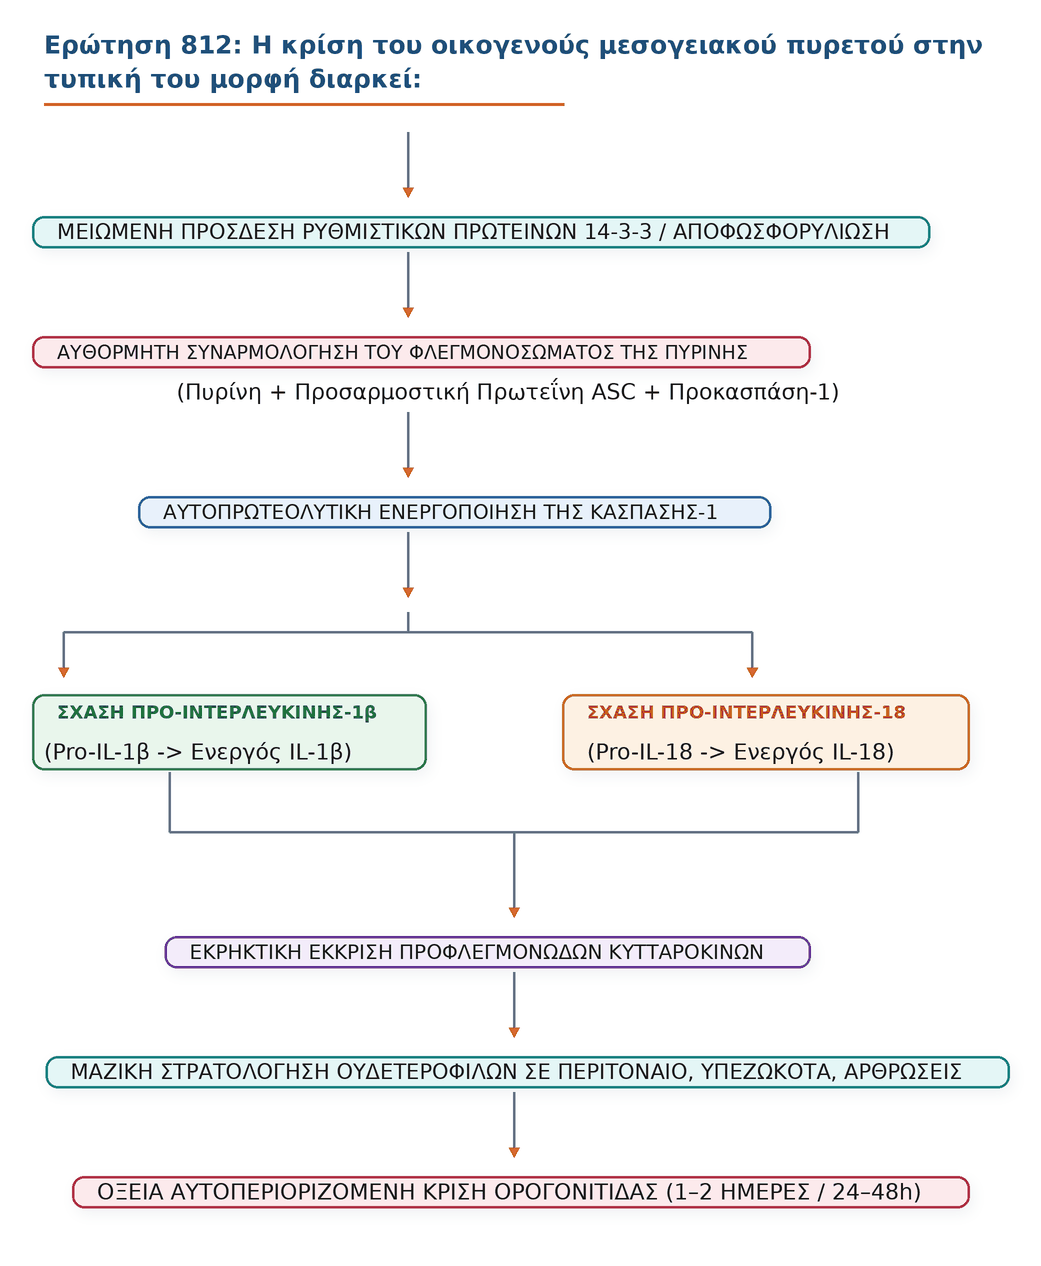 Ερώτηση 812: Η κρίση του οικογενούς μεσογειακού πυρετού στην
τυπική του μορφή διαρκεί:
ΜΕΙΩΜΕΝΗ ΠΡΟΣΔΕΣΗ ΡΥΘΜΙΣΤΙΚΩΝ ΠΡΩΤΕΙΝΩΝ 14-3-3 / ΑΠΟΦΩΣΦΟΡΥΛΙΩΣΗ
ΑΥΘΟΡΜΗΤΗ ΣΥΝΑΡΜΟΛΟΓΗΣΗ ΤΟΥ ΦΛΕΓΜΟΝΟΣΩΜΑΤΟΣ ΤΗΣ ΠΥΡΙΝΗΣ
(Πυρίνη + Προσαρμοστική Πρωτεΐνη ASC + Προκασπάση-1)
ΑΥΤΟΠΡΩΤΕΟΛΥΤΙΚΗ ΕΝΕΡΓΟΠΟΙΗΣΗ ΤΗΣ ΚΑΣΠΑΣΗΣ-1
ΣΧΑΣΗ ΠΡΟ-ΙΝΤΕΡΛΕΥΚΙΝΗΣ-1β
(Pro-IL-1β -> Ενεργός IL-1β)
ΣΧΑΣΗ ΠΡΟ-ΙΝΤΕΡΛΕΥΚΙΝΗΣ-18
(Pro-IL-18 -> Ενεργός IL-18)
ΕΚΡΗΚΤΙΚΗ ΕΚΚΡΙΣΗ ΠΡΟΦΛΕΓΜΟΝΩΔΩΝ ΚΥΤΤΑΡΟΚΙΝΩΝ
ΜΑΖΙΚΗ ΣΤΡΑΤΟΛΟΓΗΣΗ ΟΥΔΕΤΕΡΟΦΙΛΩΝ ΣΕ ΠΕΡΙΤΟΝΑΙΟ, ΥΠΕΖΩΚΟΤΑ, ΑΡΘΡΩΣΕΙΣ
ΟΞΕΙΑ ΑΥΤΟΠΕΡΙΟΡΙΖΟΜΕΝΗ ΚΡΙΣΗ ΟΡΟΓΟΝΙΤΙΔΑΣ (1–2 ΗΜΕΡΕΣ / 24–48h)